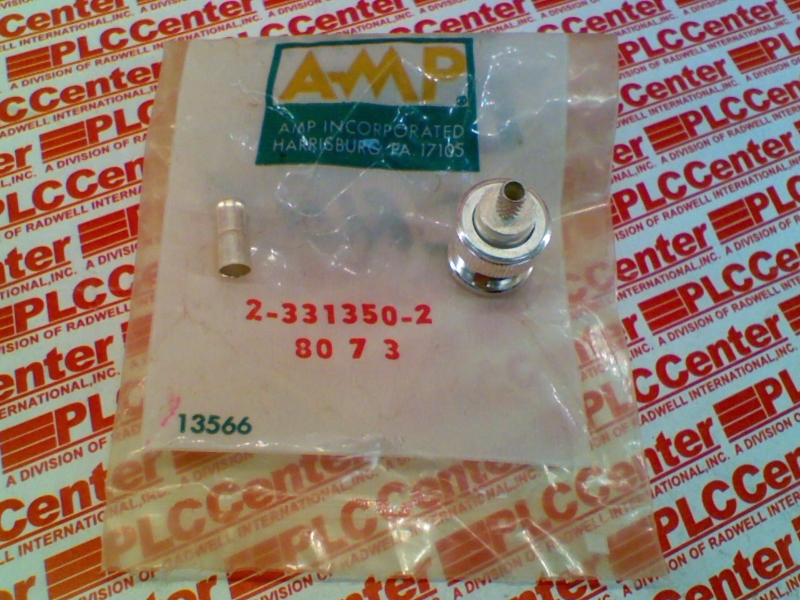 AMP
AMP INCORPORATED
HARRISBURG, PA. 17105
2-331350-2
80 7 3
13566
PLCCenter
A DIVISION OF RADWELL INTERNATIONAL, INC.